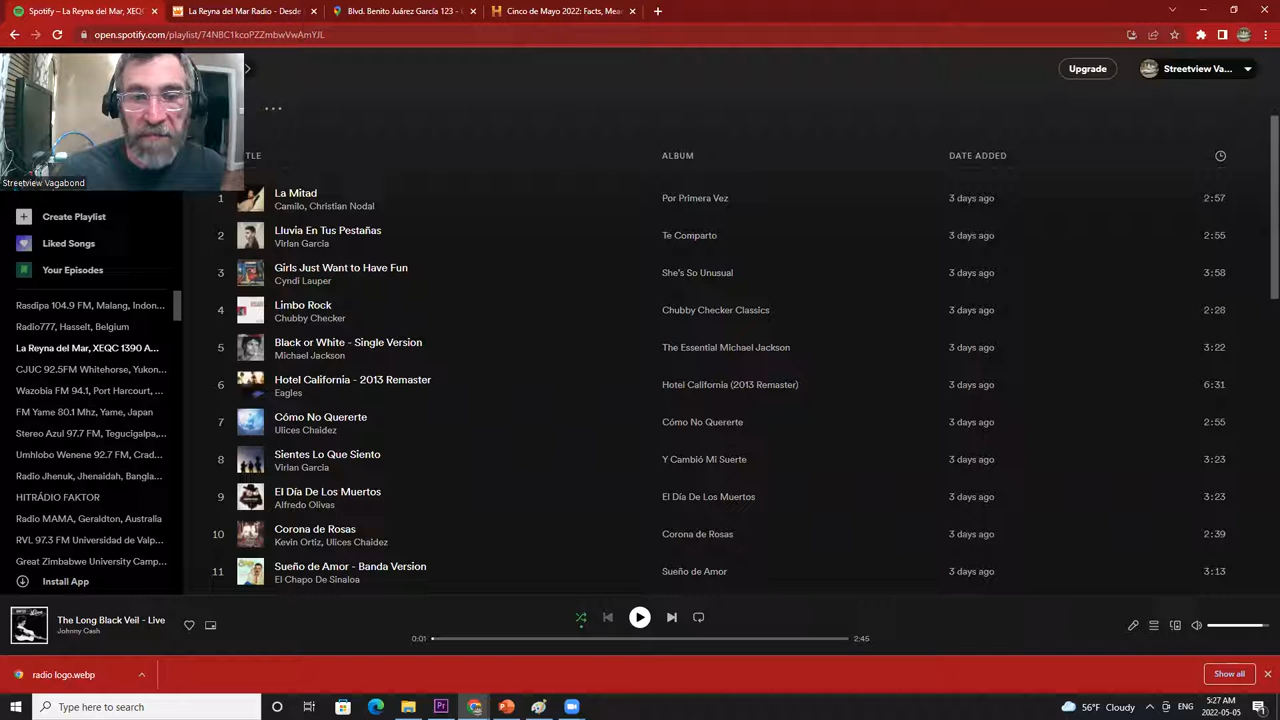 Spotify – La Reyna del Mar, XEQC
La Reyna del Mar Radio - Desde
Blvd. Benito Juárez García 123 - G
Cinco de Mayo 2022: Facts, Mea
open.spotify.com/playlist/74N8C1kcoPZZmbwVwAmYJL
Upgrade
Streetview Va...
Streetview Vagabond
TLE ALBUM DATE ADDED
1 La Mitad Por Primera Vez 3 days ago 2:57
Camilo, Christian Nodal
2 Lluvia En Tus Pestañas Te Comparto 3 days ago 2:55
Virlan Garcia
3 Girls Just Want to Have Fun She's So Unusual 3 days ago 3:58
Cyndi Lauper
4 Limbo Rock Chubby Checker Classics 3 days ago 2:28
Chubby Checker
5 Black or White - Single Version The Essential Michael Jackson 3 days ago 3:22
Michael Jackson
6 Hotel California - 2013 Remaster Hotel California (2013 Remaster) 3 days ago 6:31
Eagles
7 Cómo No Quererte Cómo No Quererte 3 days ago 2:55
Ulices Chaidez
8 Sientes Lo Que Siento Y Cambió Mi Suerte 3 days ago 3:23
Virlan Garcia
9 El Día De Los Muertos El Día De Los Muertos 3 days ago 3:23
Alfredo Olivas
10 Corona de Rosas Corona de Rosas 3 days ago 2:39
Kevin Ortiz, Ulices Chaidez
11 Sueño de Amor - Banda Version Sueño de Amor 3 days ago 3:13
El Chapo De Sinaloa
Create Playlist
Liked Songs
Your Episodes
Rasdipa 104.9 FM, Malang, Indon...
Radio777, Hasselt, Belgium
La Reyna del Mar, XEQC 1390 A...
CJUC 92.5FM Whitehorse, Yukon...
Wazobia FM 94.1, Port Harcourt, ...
FM Yame 80.1 Mhz, Yame, Japan
Stereo Azul 97.7 FM, Tegucigalpa,...
Umhlobo Wenene 92.7 FM, Crad...
Radio Jhenuk, Jhenaidah, Bangla...
HITRÁDIO FAKTOR
Radio MAMA, Geraldton, Australia
RVL 97.3 FM Universidad de Valp...
Great Zimbabwe University Camp...
Install App
The Long Black Veil - Live
Johnny Cash
0:01
2:45
radio logo.webp
Show all
Type here to search
56°F Cloudy
ENG
5:27 AM
2022-05-05